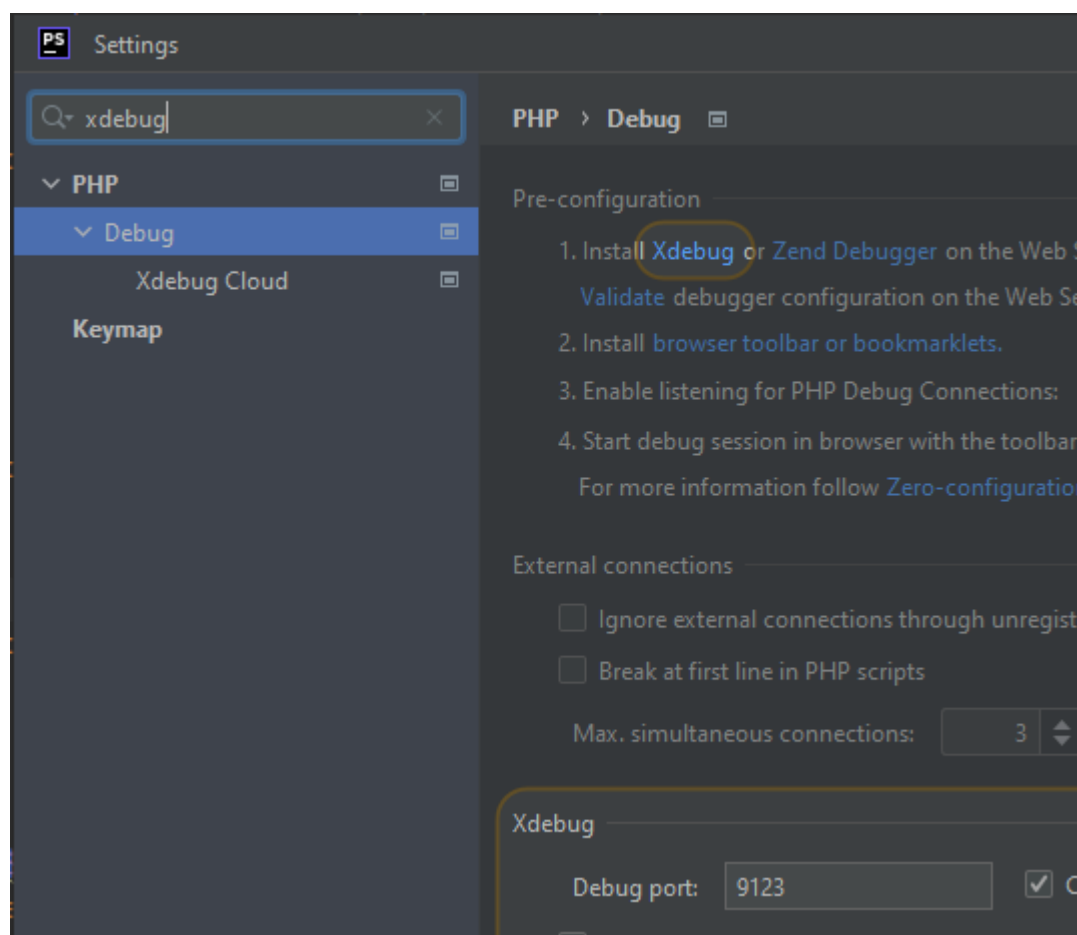 PS Settings
xdebug
PHP
Debug
Xdebug Cloud
Keymap
PHP › Debug
Pre-configuration
1. Install Xdebug or Zend Debugger on the Web
Validate debugger configuration on the Web Se
2. Install browser toolbar or bookmarklets.
3. Enable listening for PHP Debug Connections:
4. Start debug session in browser with the toolbar
For more information follow Zero-configuratio
External connections
Ignore external connections through unregist
Break at first line in PHP scripts
Max. simultaneous connections: 3
Xdebug
Debug port: 9123